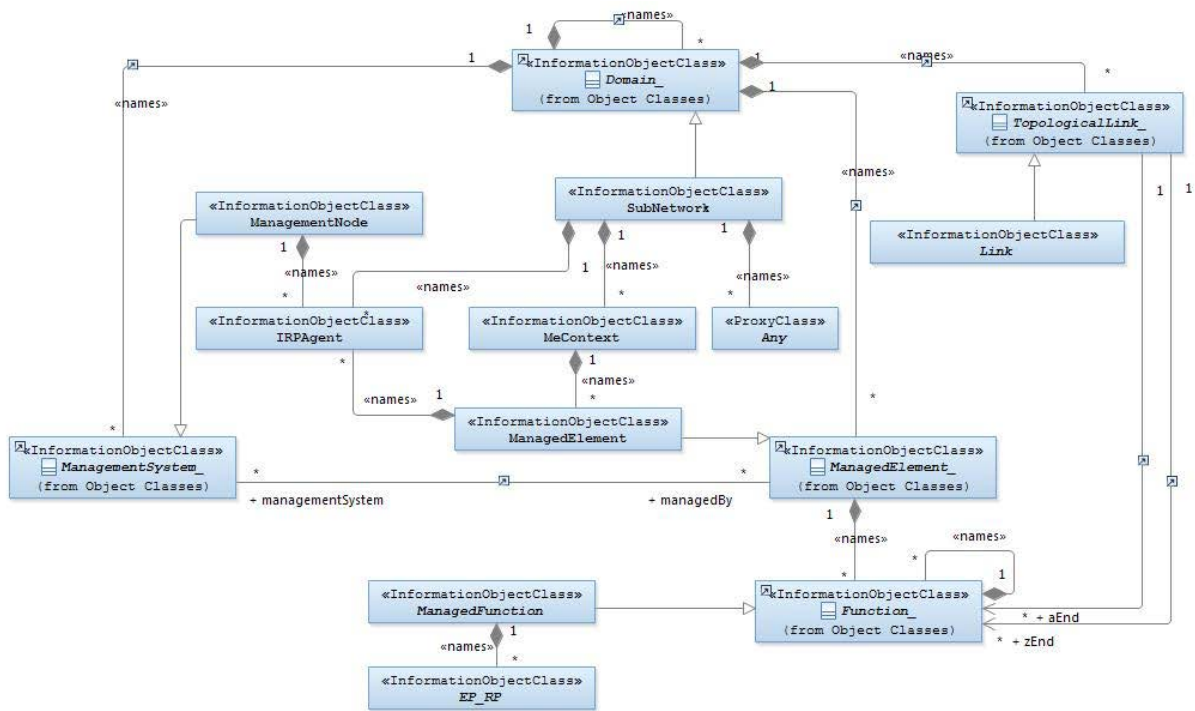 «names»
1
*
1
1
«names»
*
«InformationObjectClass»
Domain_
(from Object Classes)
1
«names»
«InformationObjectClass»
TopologicalLink_
(from Object Classes)
«names»
1
1
«InformationObjectClass»
SubNetwork
«InformationObjectClass»
ManagementNode
«InformationObjectClass»
Link
1
«names»
*
1
«names»
*
1
«names»
*
1
«names»
*
«InformationObjectClass»
IRPAgent
«InformationObjectClass»
MeContext
«ProxyClass»
Any
*
1
«names»
*
«names»
1
*
«InformationObjectClass»
ManagedElement
*
«InformationObjectClass»
ManagementSystem_
(from Object Classes)
«InformationObjectClass»
ManagedElement_
(from Object Classes)
*
+ managementSystem
*
+ managedBy
1
«names»
*
«names»
*
1
«InformationObjectClass»
ManagedFunction
«InformationObjectClass»
Function_
(from Object Classes)
* + aEnd
* + zEnd
1
«names»
*
«InformationObjectClass»
EP_RP